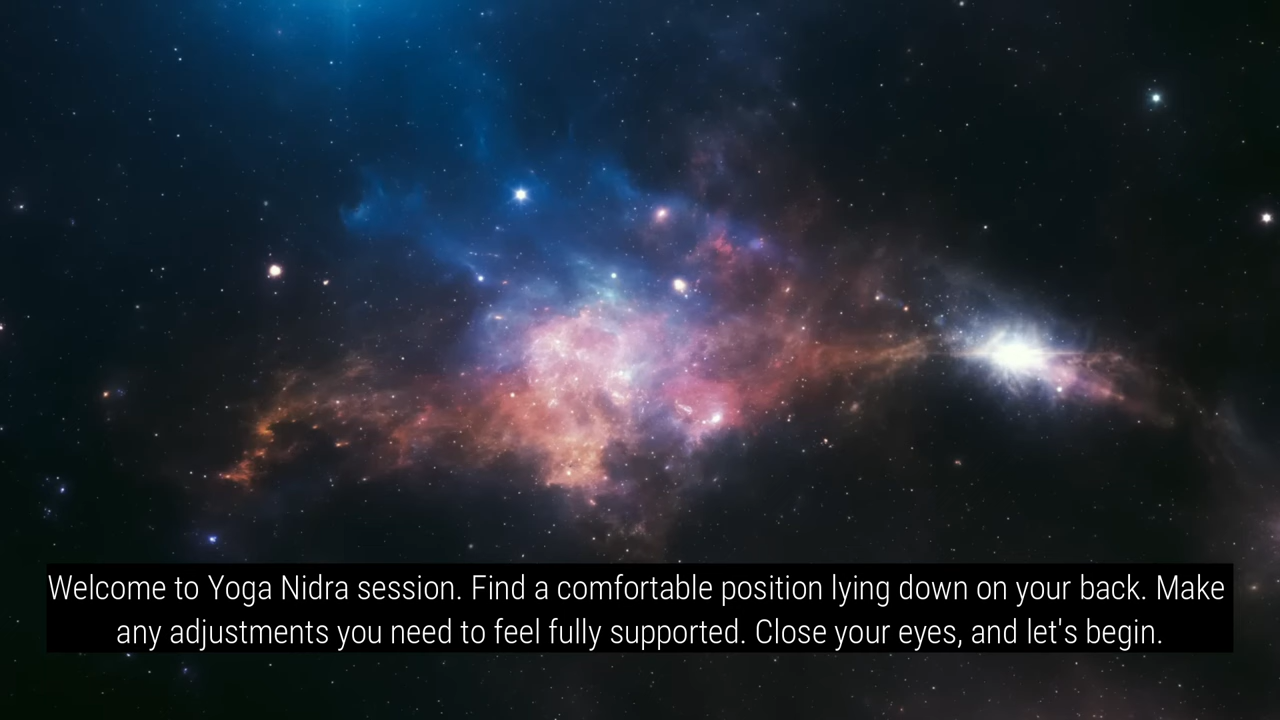 Welcome to Yoga Nidra session. Find a comfortable position lying down on your back. Make
any adjustments you need to feel fully supported. Close your eyes, and let's begin.